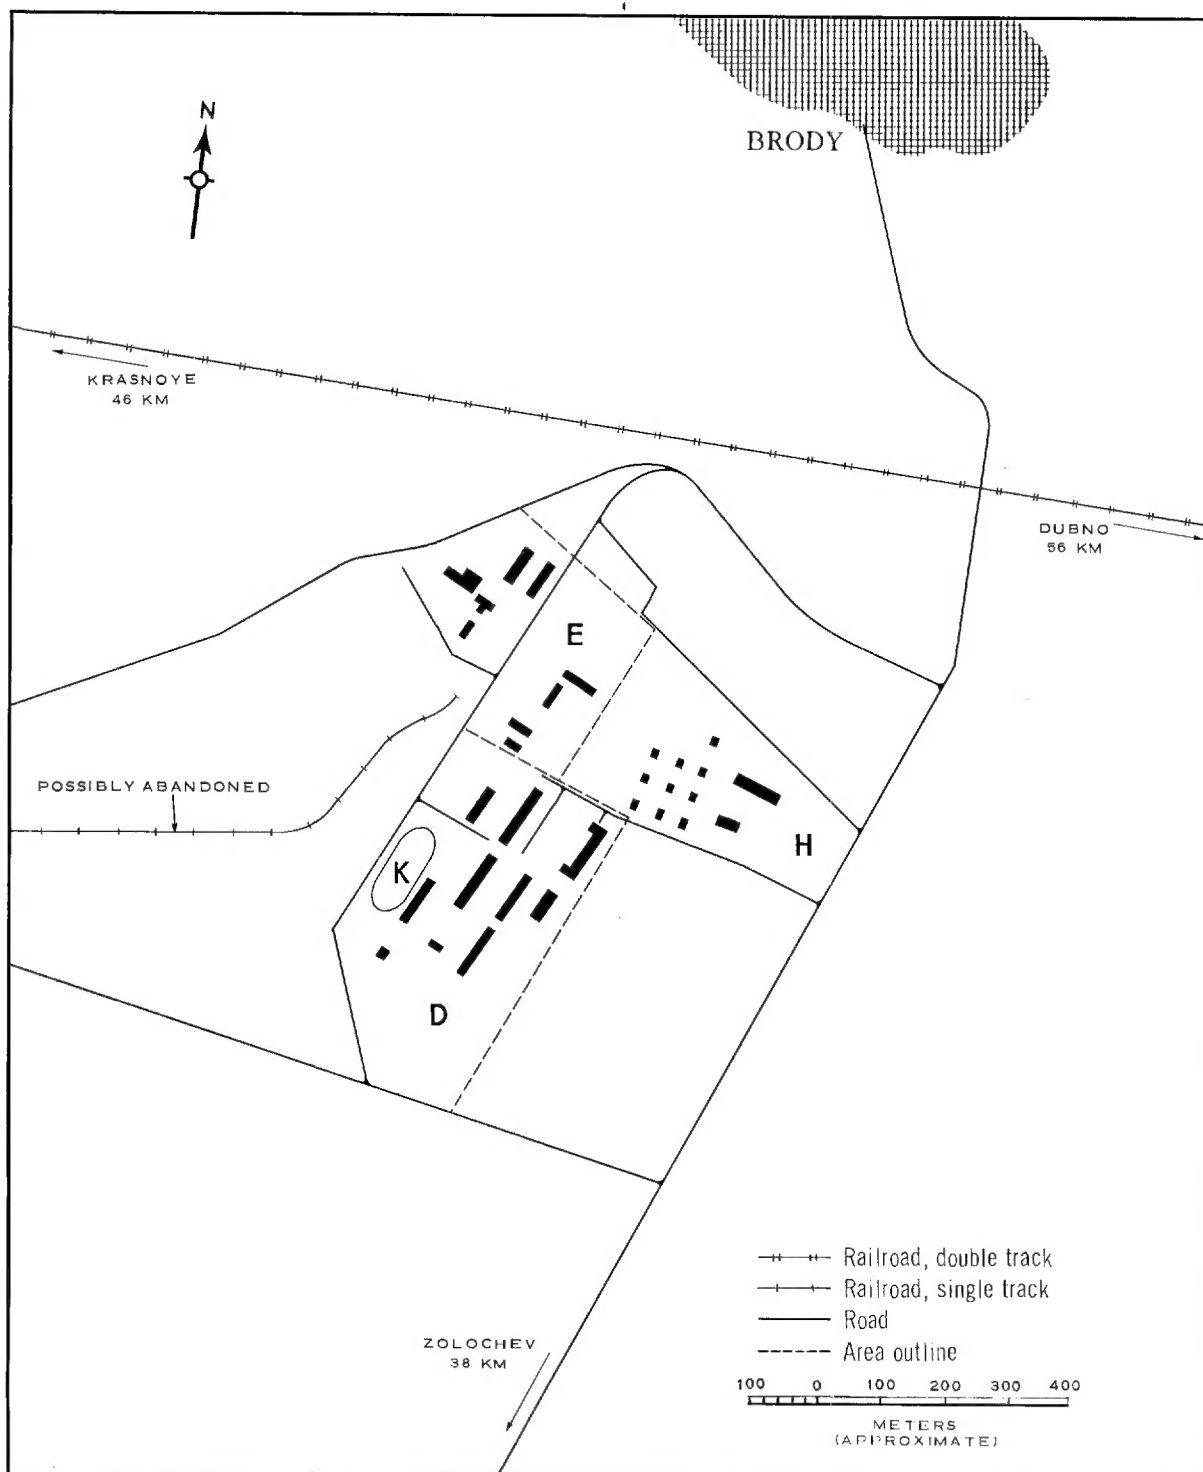 N
BRODY
KRASNOYE
46 KM
DUBNO
56 KM
E
POSSIBLY ABANDONED
H
K
D
ZOLOCHEV
38 KM
Railroad, double track
Railroad, single track
Road
Area outline
100 0 100 200 300 400
METERS
(APPROXIMATE)